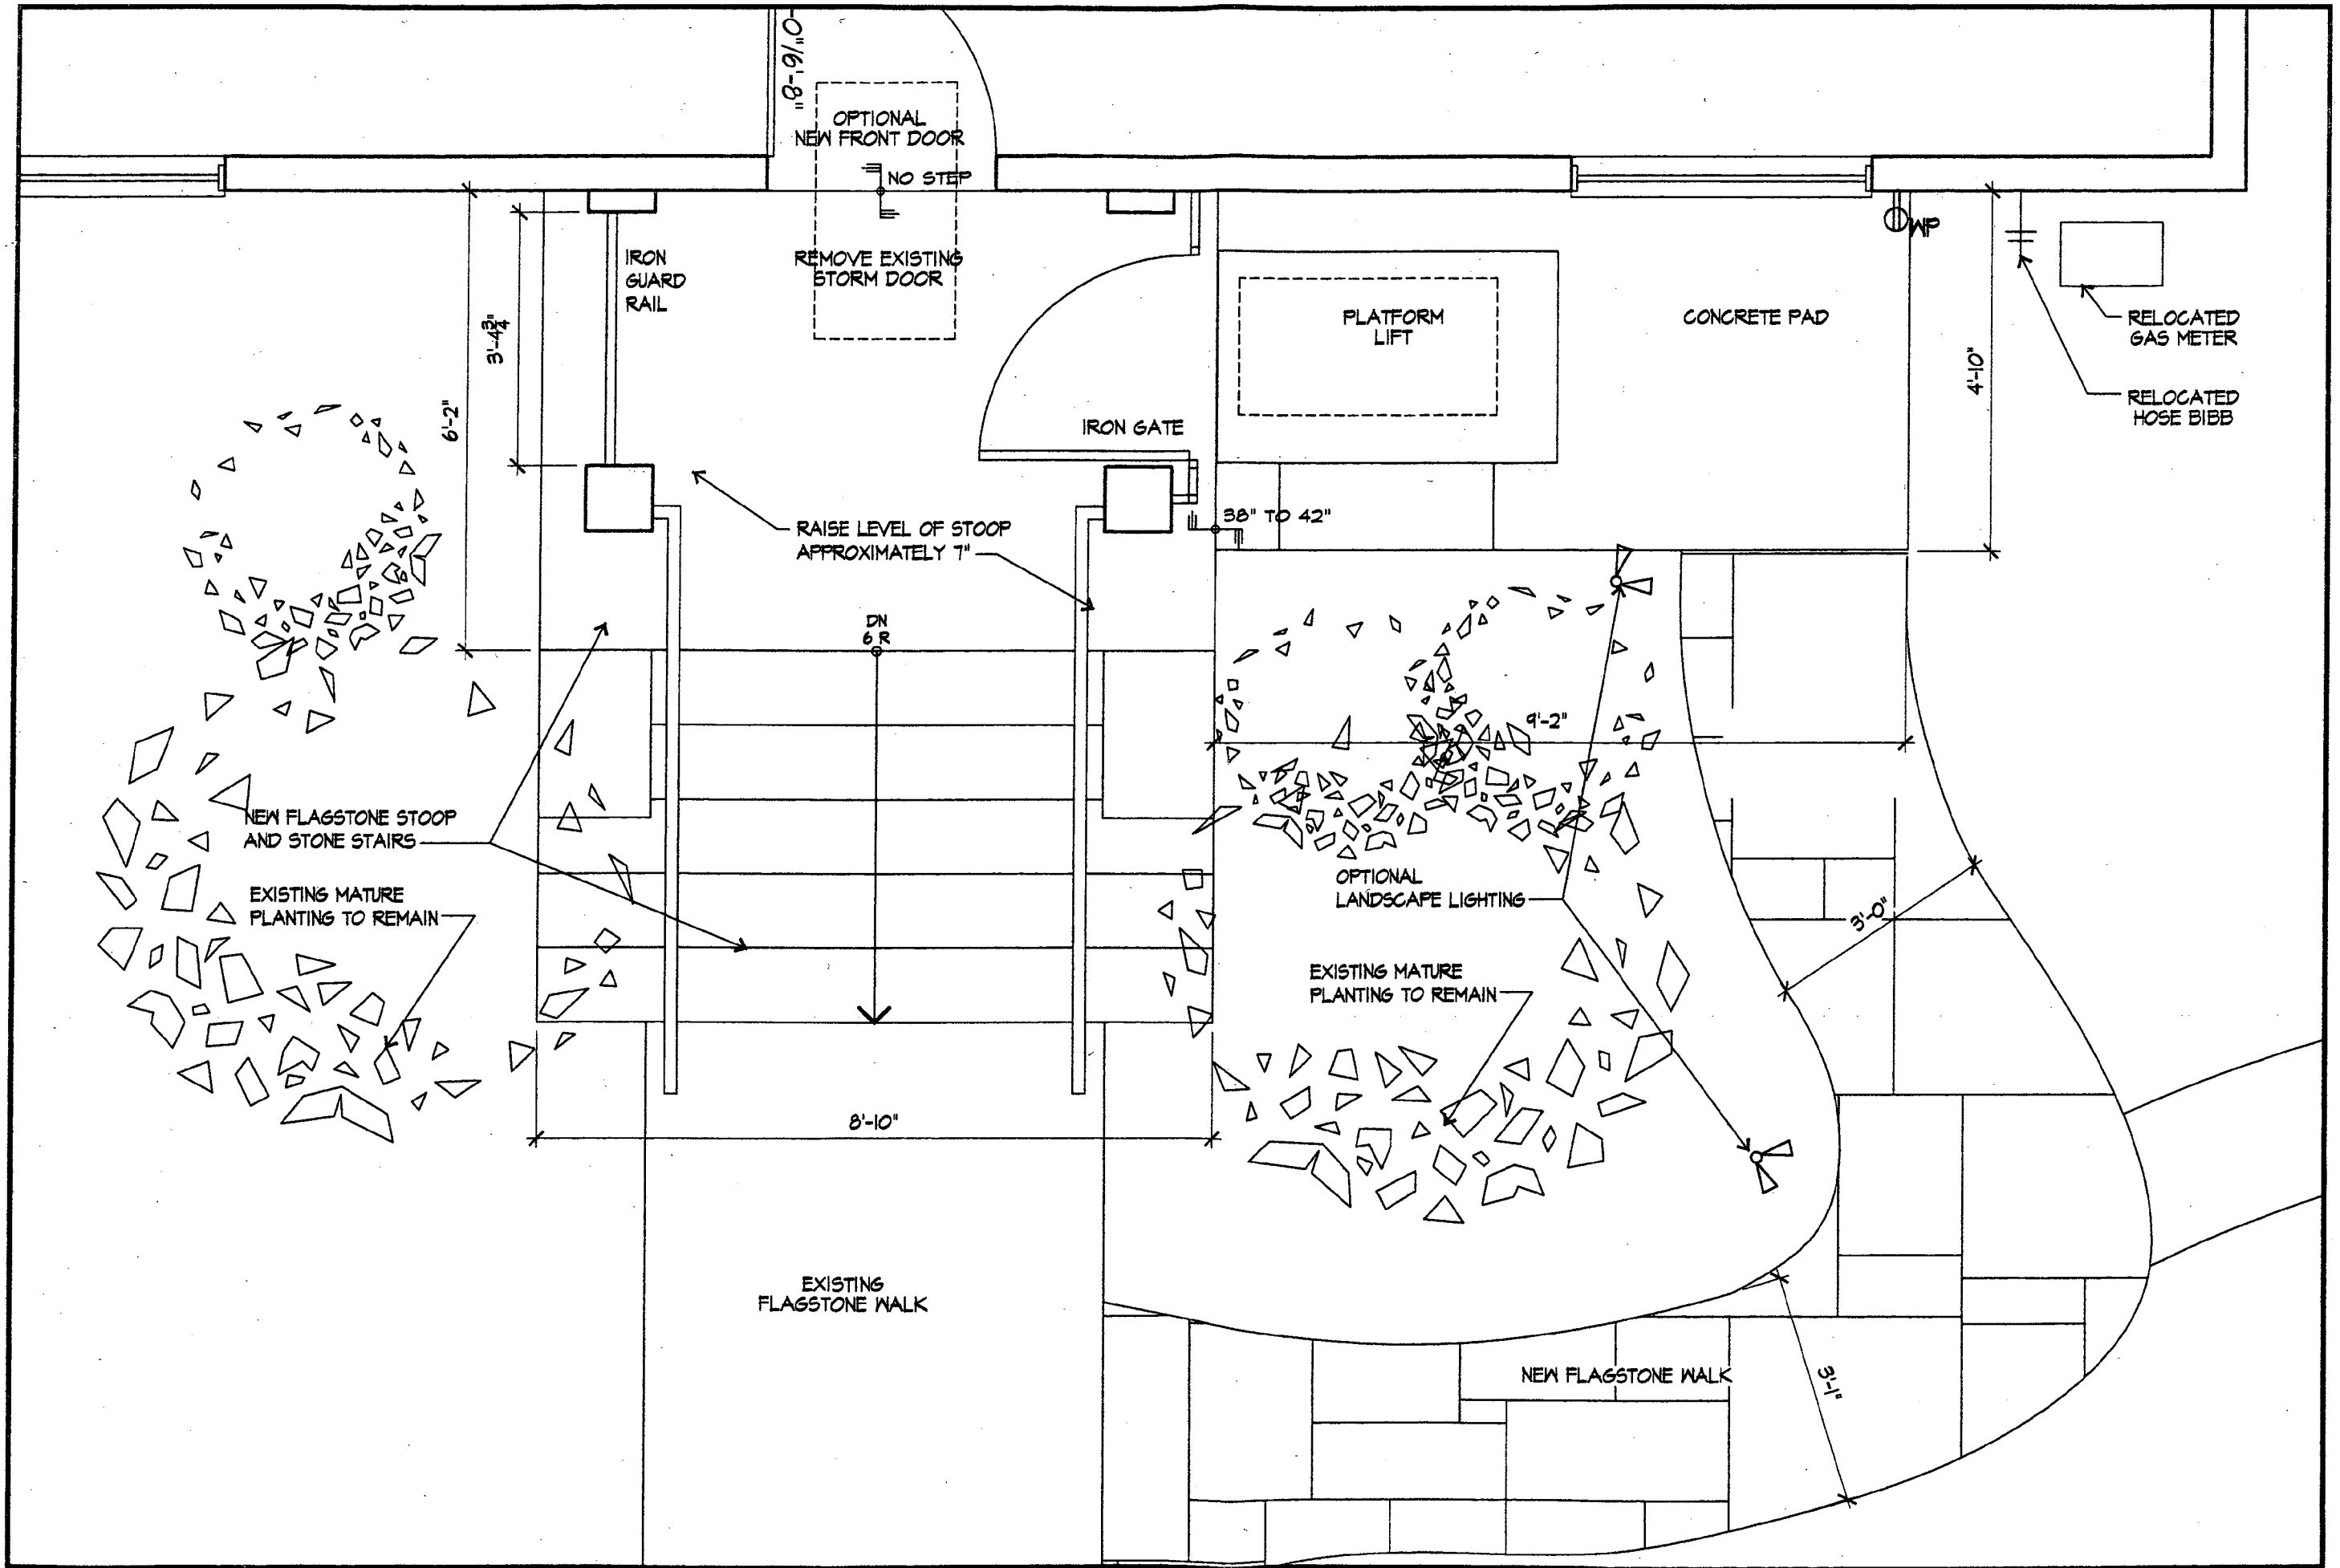 3'-0"/6'-8"
OPTIONAL
NEW FRONT DOOR
NO STEP
REMOVE EXISTING
STORM DOOR
IRON
GUARD
RAIL
3'-4 3/4"
6'-2"
PLATFORM
LIFT
CONCRETE PAD
WP
4'-10"
RELOCATED
GAS METER
RELOCATED
HOSE BIBB
IRON GATE
38" TO 42"
RAISE LEVEL OF STOOP
APPROXIMATELY 7"
DN
6 R
9'-2"
NEW FLAGSTONE STOOP
AND STONE STAIRS
EXISTING MATURE
PLANTING TO REMAIN
OPTIONAL
LANDSCAPE LIGHTING
3'-0"
EXISTING MATURE
PLANTING TO REMAIN
8'-10"
EXISTING
FLAGSTONE WALK
NEW FLAGSTONE WALK
3'-1"